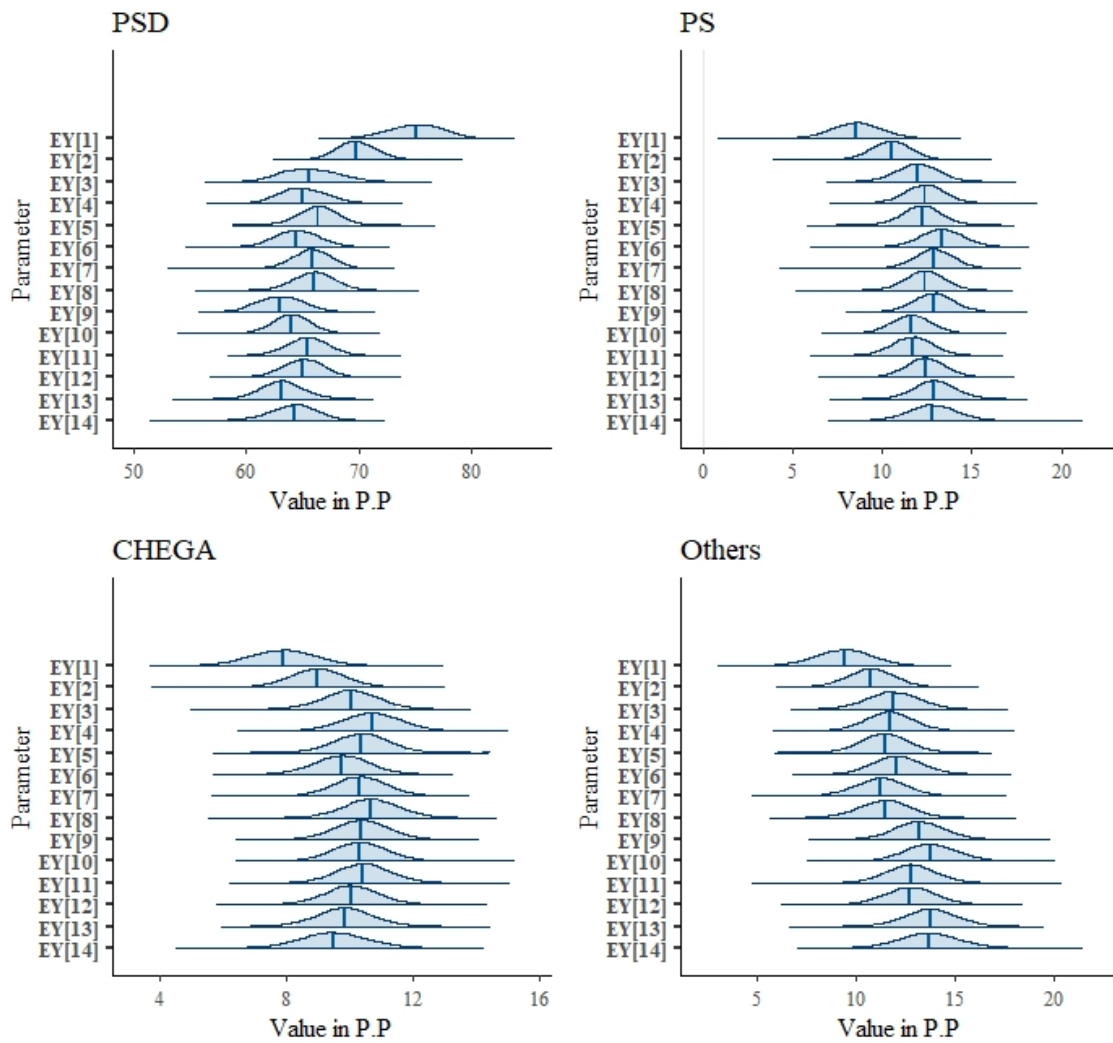 PSD
EY[1]
EY[2]
EY[3]
EY[4]
EY[5]
EY[6]
EY[7]
EY[8]
EY[9]
EY[10]
EY[11]
EY[12]
EY[13]
EY[14]
Parameter
50 60 70 80
Value in P.P
PS
EY[1]
EY[2]
EY[3]
EY[4]
EY[5]
EY[6]
EY[7]
EY[8]
EY[9]
EY[10]
EY[11]
EY[12]
EY[13]
EY[14]
Parameter
0 5 10 15 20
Value in P.P
CHEGA
EY[1]
EY[2]
EY[3]
EY[4]
EY[5]
EY[6]
EY[7]
EY[8]
EY[9]
EY[10]
EY[11]
EY[12]
EY[13]
EY[14]
Parameter
4 8 12 16
Value in P.P
Others
EY[1]
EY[2]
EY[3]
EY[4]
EY[5]
EY[6]
EY[7]
EY[8]
EY[9]
EY[10]
EY[11]
EY[12]
EY[13]
EY[14]
Parameter
5 10 15 20
Value in P.P